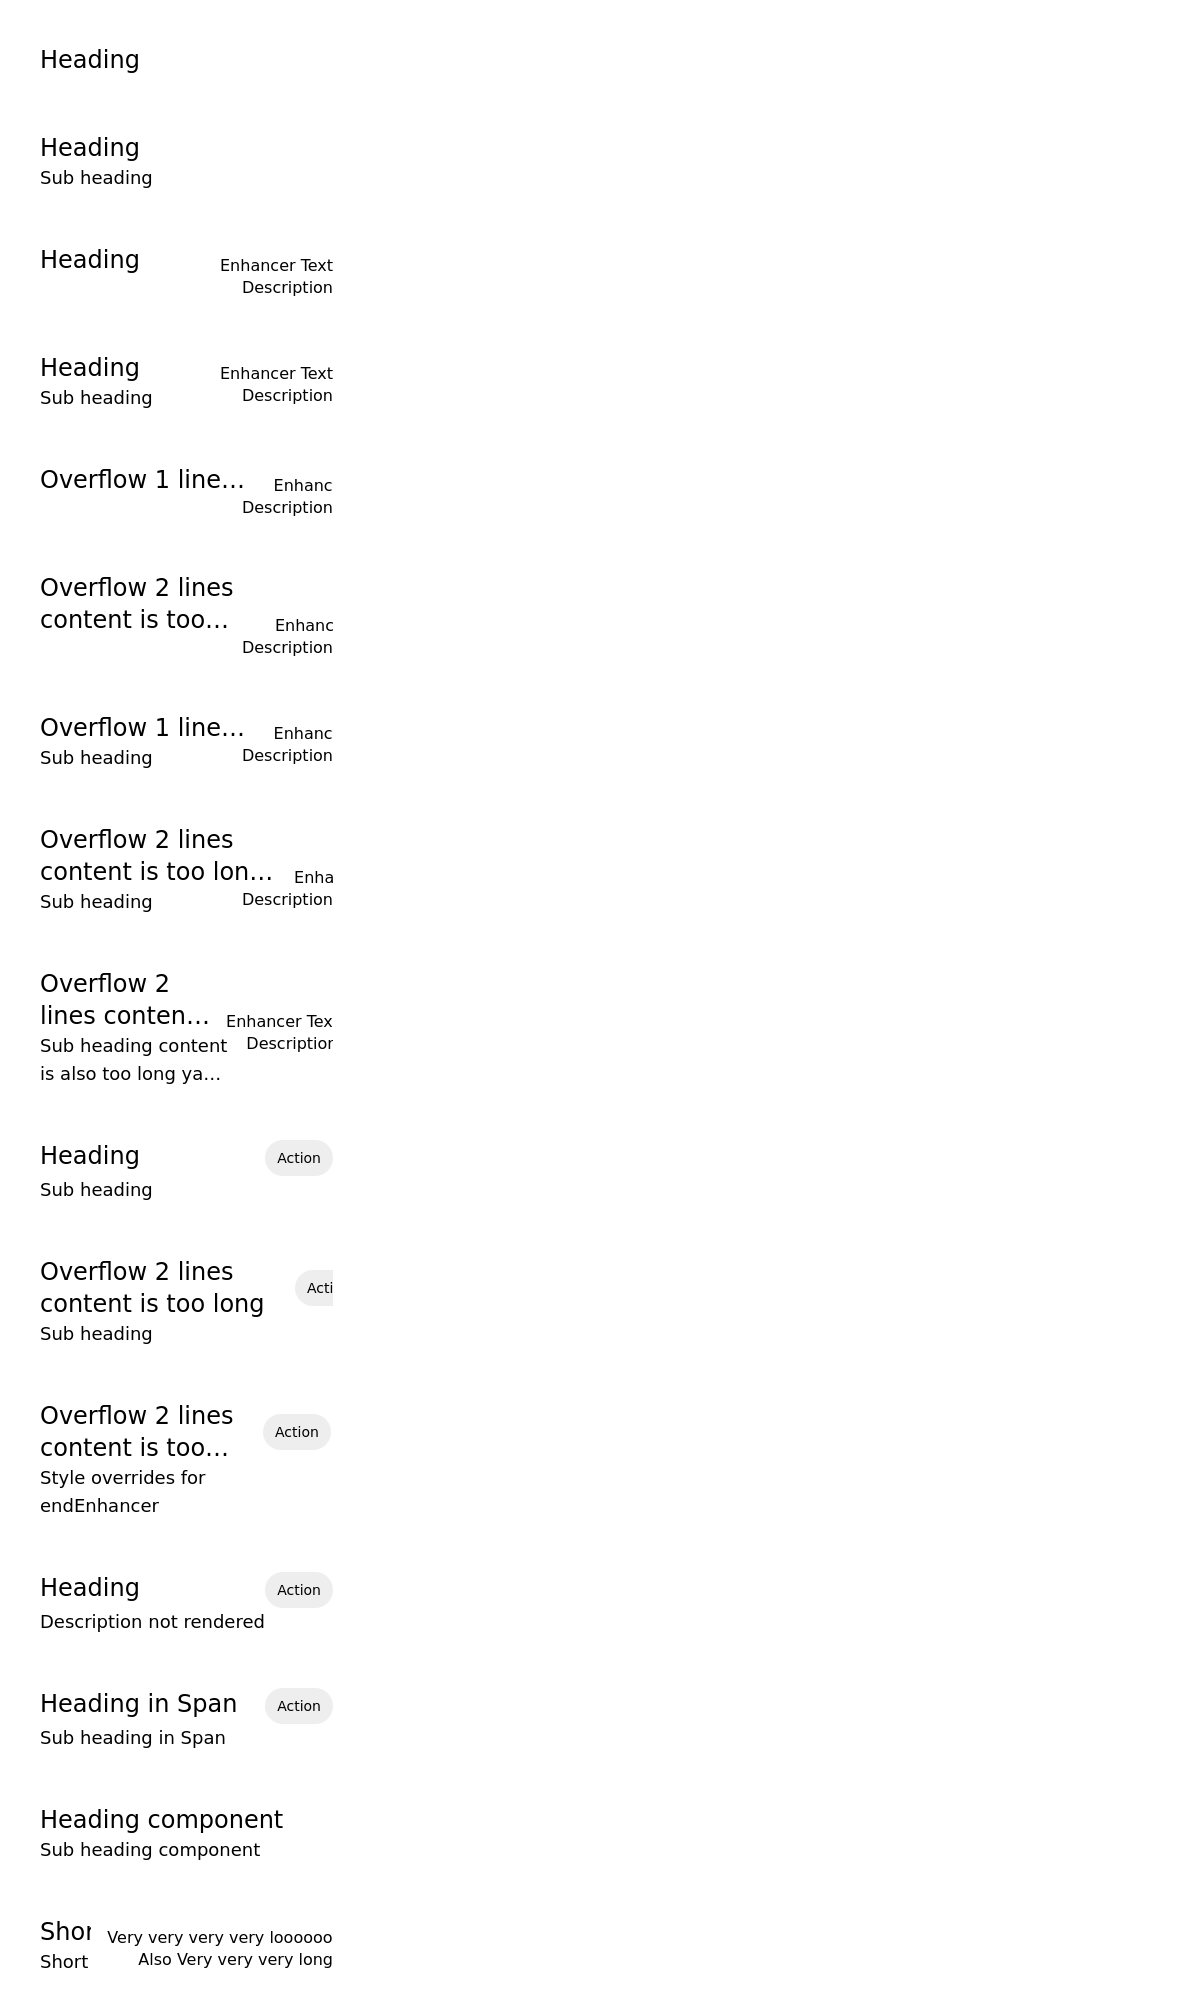 Heading
Heading
Sub heading
Heading
Enhancer Text
Description
Heading
Enhancer Text
Sub heading
Description
Overflow 1 line…
Enhanc
Description
Overflow 2 lines
content is too…
Enhanc
Description
Overflow 1 line…
Enhanc
Sub heading
Description
Overflow 2 lines
content is too lon…
Enha
Sub heading
Description
Overflow 2
lines conten…
Enhancer Tex
Sub heading content
Description
is also too long ya…
Heading
Action
Sub heading
Overflow 2 lines
Acti
content is too long
Sub heading
Overflow 2 lines
Action
content is too…
Style overrides for
endEnhancer
Heading
Action
Description not rendered
Heading in Span
Action
Sub heading in Span
Heading component
Sub heading component
Shor
Very very very very loooooo
Short
Also Very very very long